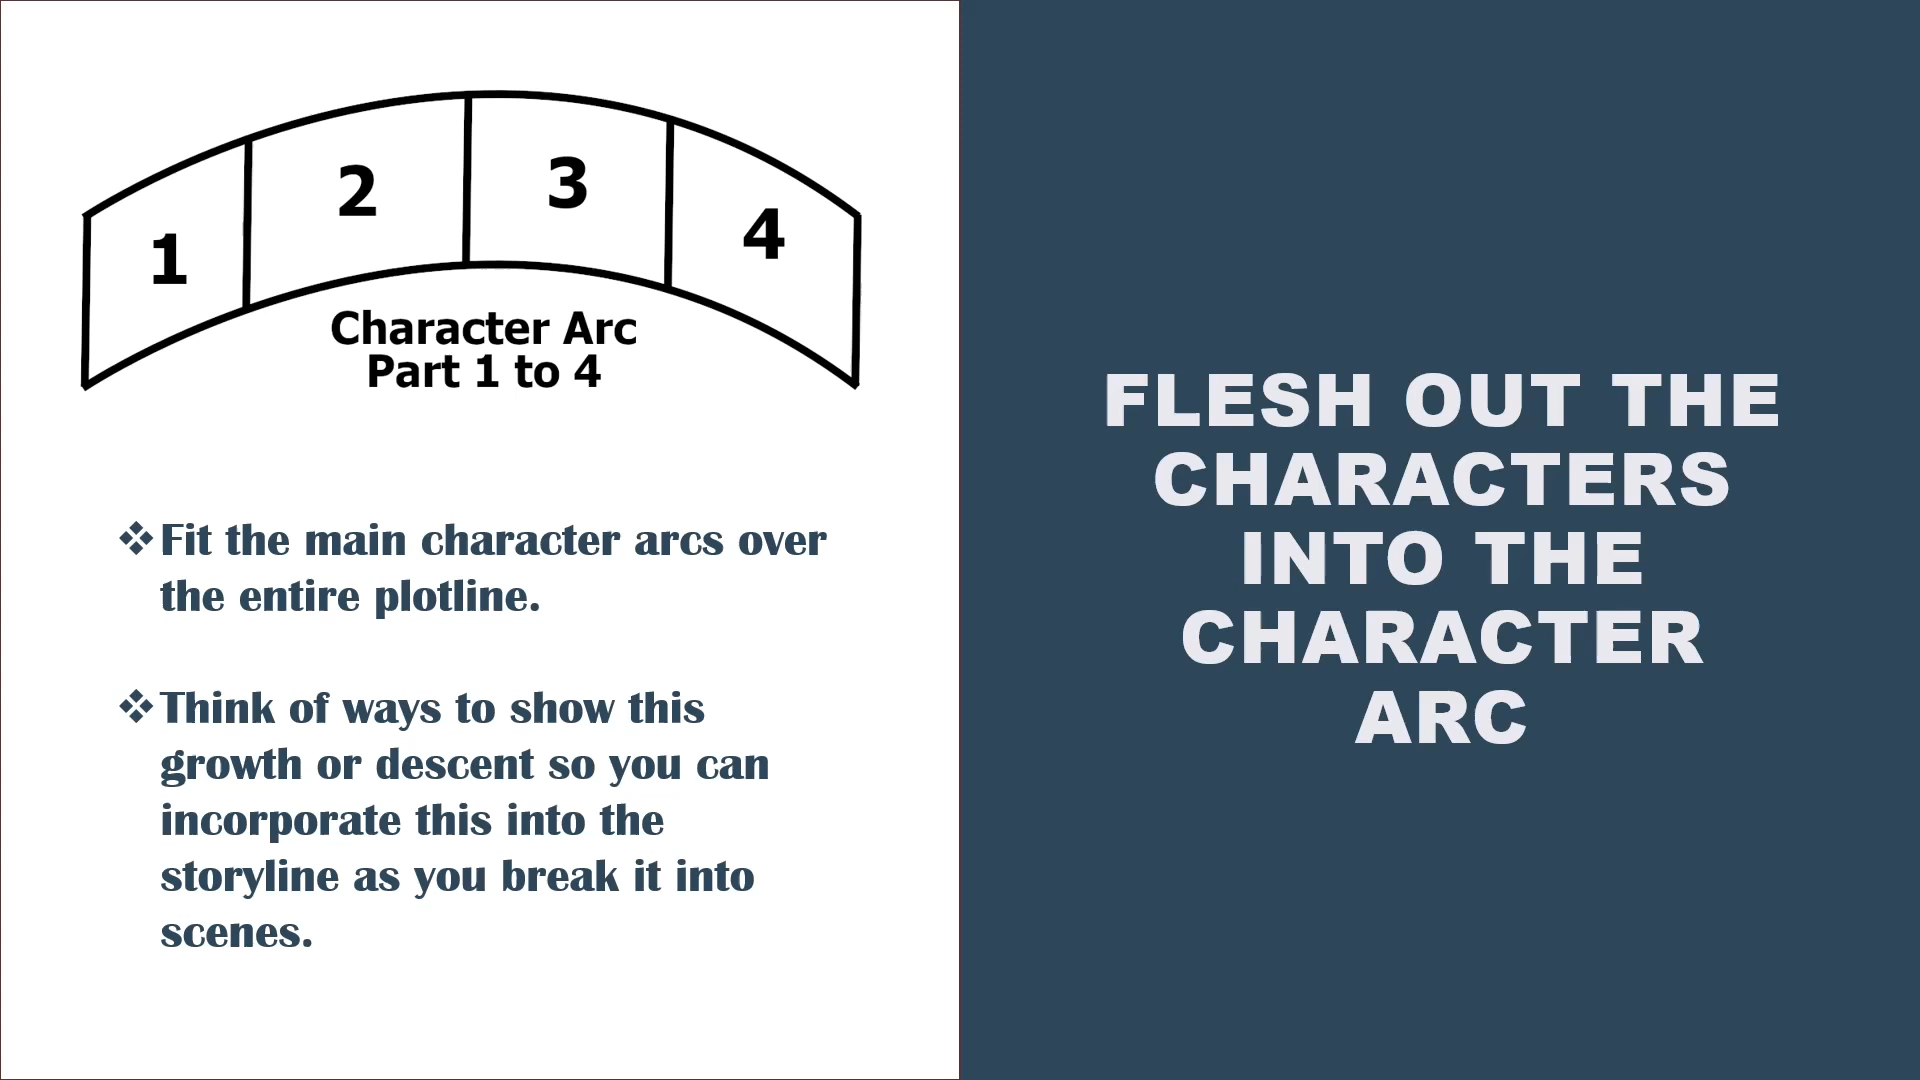 1
2
3
4
Character Arc
Part 1 to 4
❖Fit the main character arcs over
the entire plotline.
❖Think of ways to show this
growth or descent so you can
incorporate this into the
storyline as you break it into
scenes.
FLESH OUT THE
CHARACTERS
INTO THE
CHARACTER
ARC